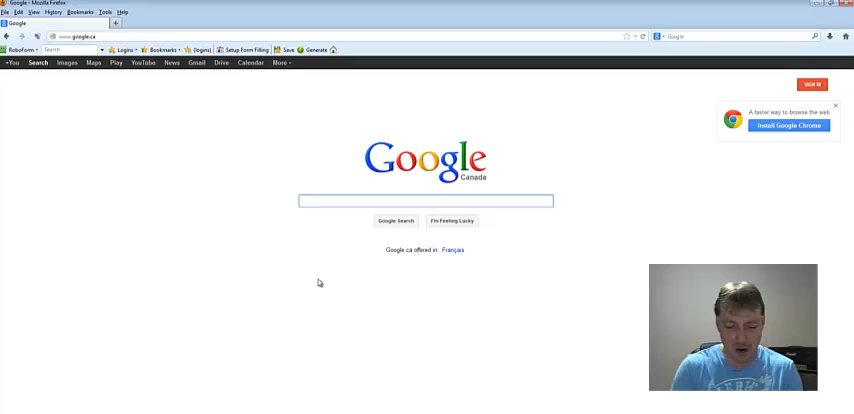 Google - Mozilla Firefox
File Edit View History Bookmarks Tools Help
Google
www.google.ca
Google
RoboForm Search Logins Bookmarks (logins) Setup Form Filling Save Generate
+You Search Images Maps Play YouTube News Gmail Drive Calendar More
SIGN IN
A faster way to browse the web
Install Google Chrome
Google
Canada
Google Search I'm Feeling Lucky
Google.ca offered in: Français